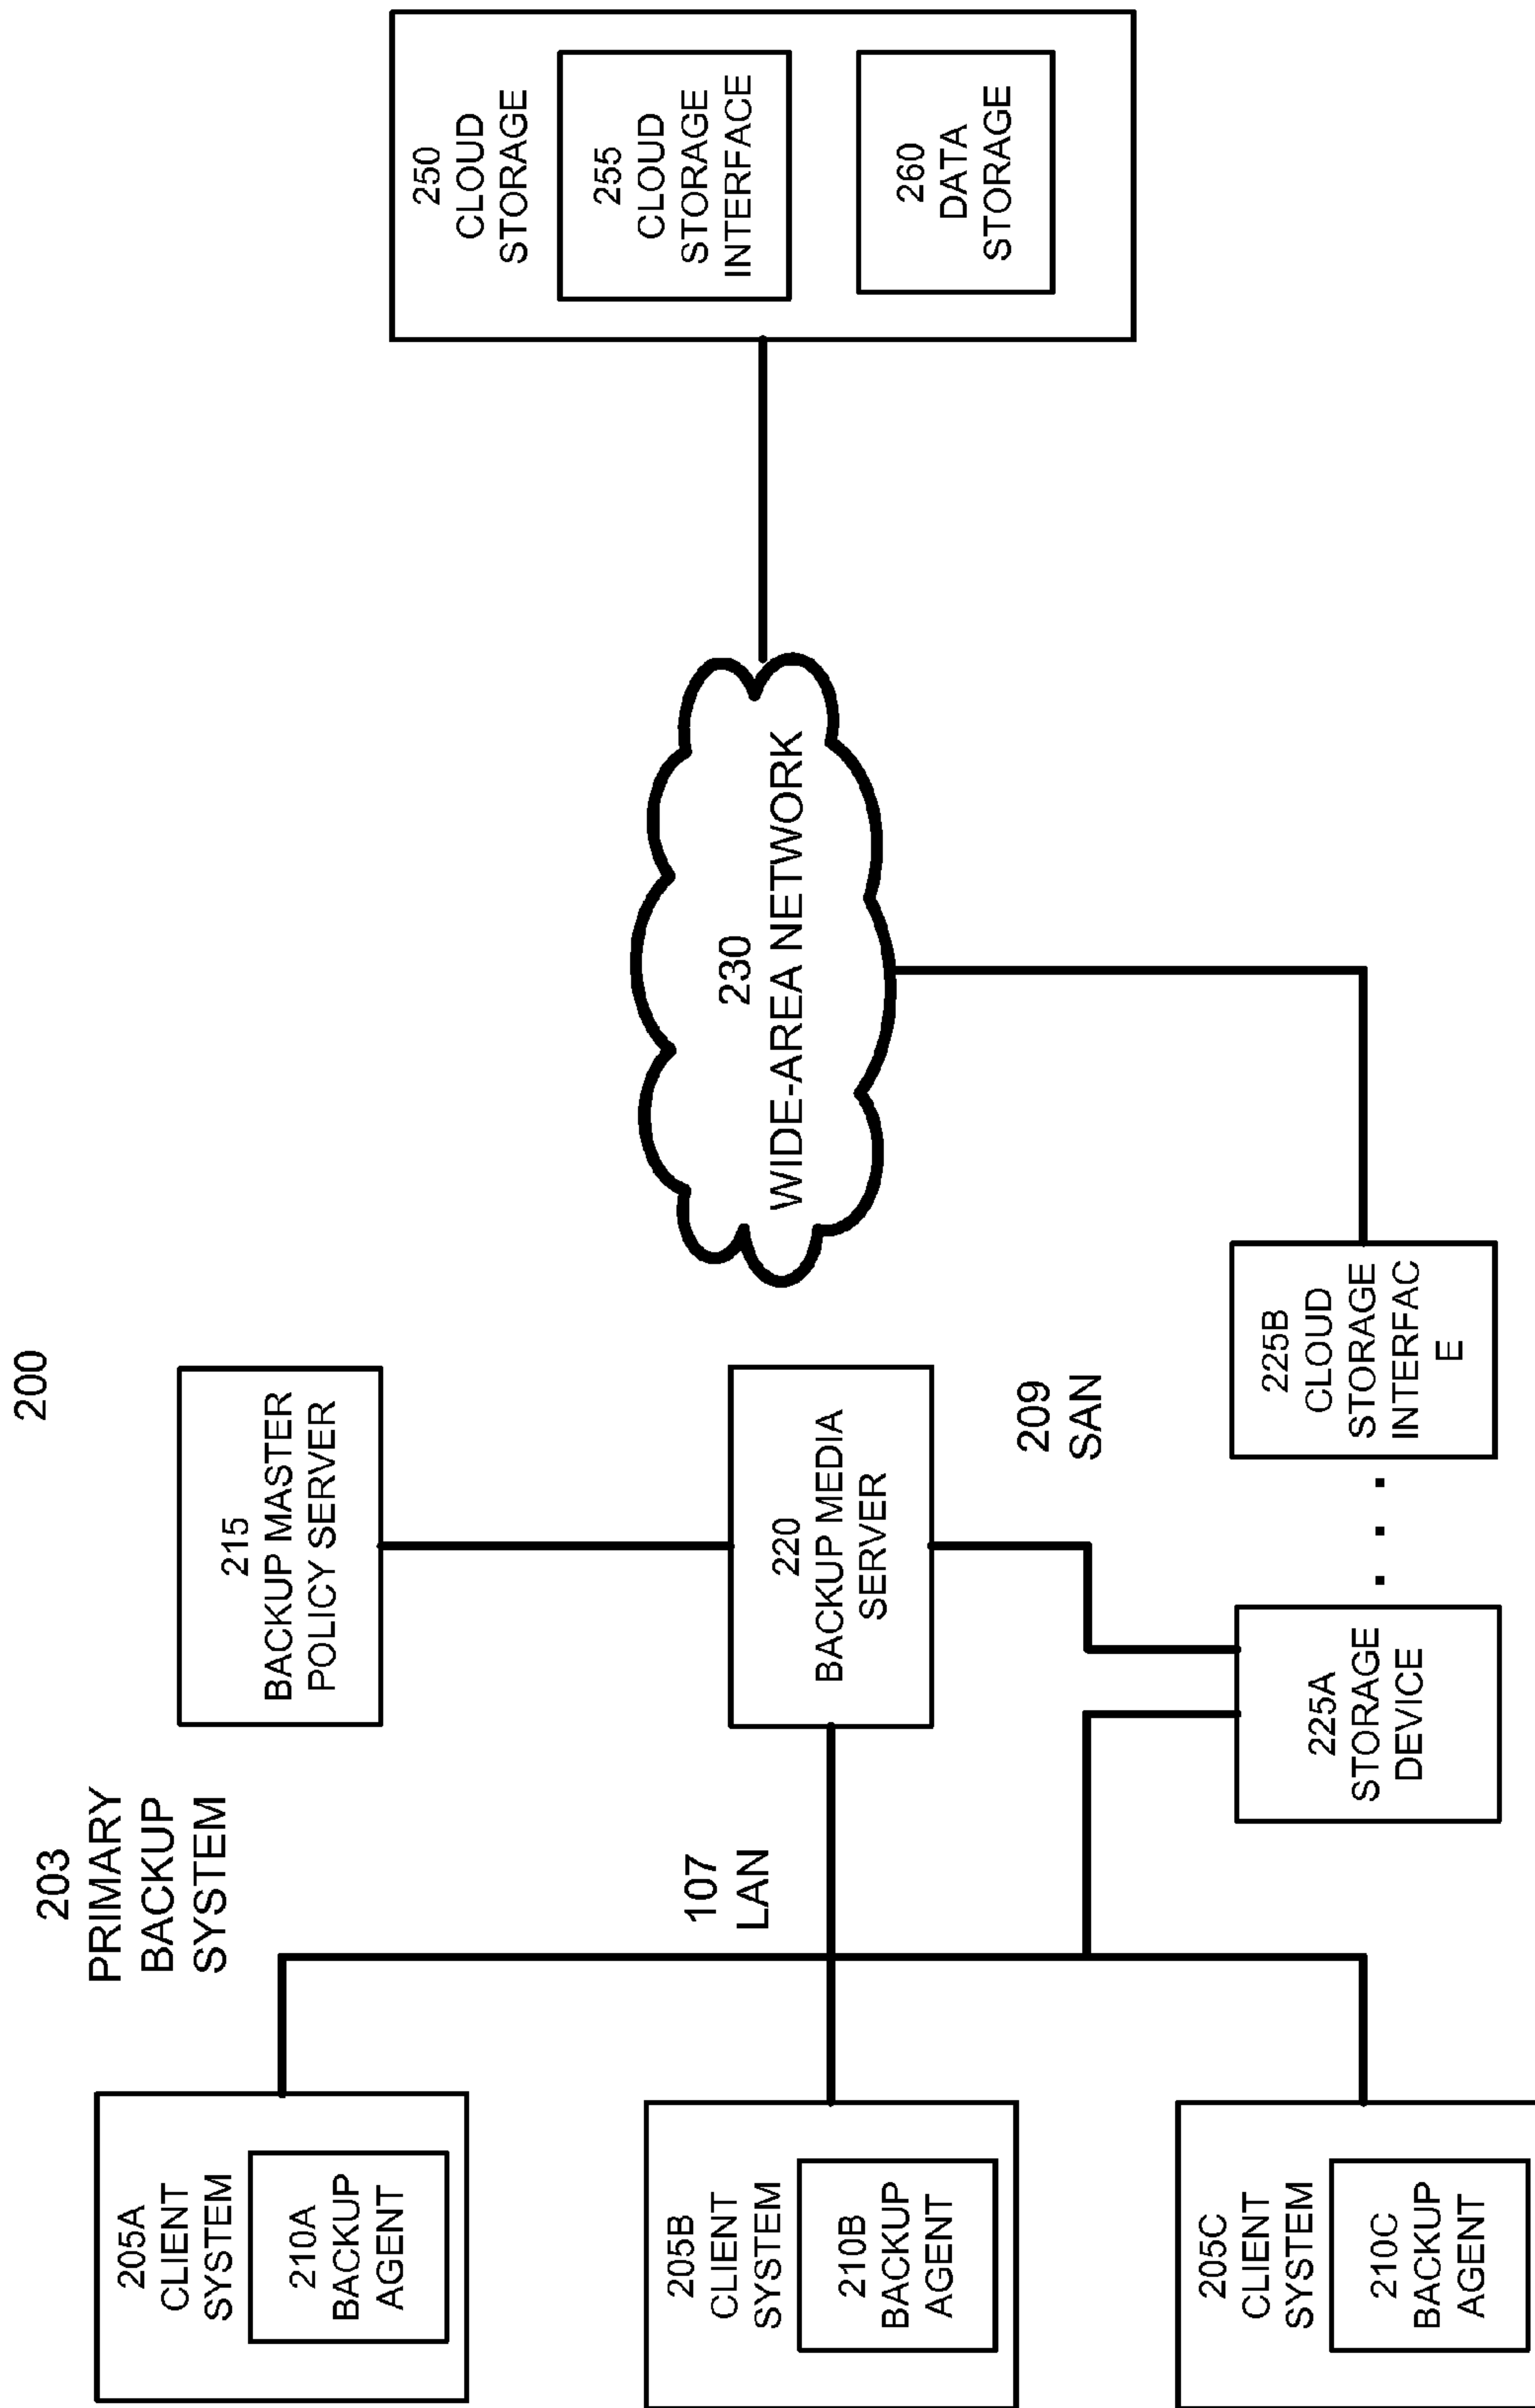 200
203
PRIMARY
BACKUP
SYSTEM
205A
CLIENT
SYSTEM
210A
BACKUP
AGENT
205B
CLIENT
SYSTEM
210B
BACKUP
AGENT
205C
CLIENT
SYSTEM
210C
BACKUP
AGENT
107
LAN
215
BACKUP MASTER
POLICY SERVER
220
BACKUP MEDIA
SERVER
209
SAN
225A
STORAGE
DEVICE
. . .
225B
CLOUD
STORAGE
INTERFAC
E
230
WIDE-AREA NETWORK
250
CLOUD
STORAGE
255
CLOUD
STORAGE
INTERFACE
260
DATA
STORAGE